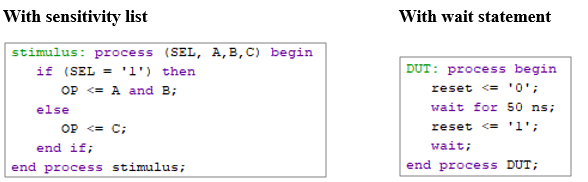 With sensitivity list
stimulus: process (SEL, A,B,C) begin
if (SEL = '1') then
OP <= A and B;
else
OP <= C;
end if;
end process stimulus;
With wait statement
DUT: process begin
reset <= '0';
wait for 50 ns;
reset <= '1';
wait;
end process DUT;